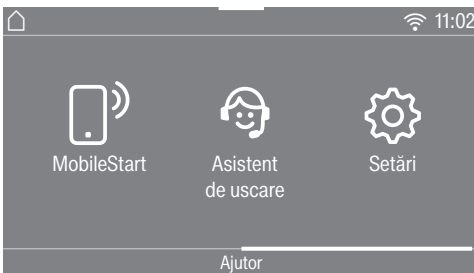 11:02
MobileStart
Asistent
de uscare
Setări
Ajutor